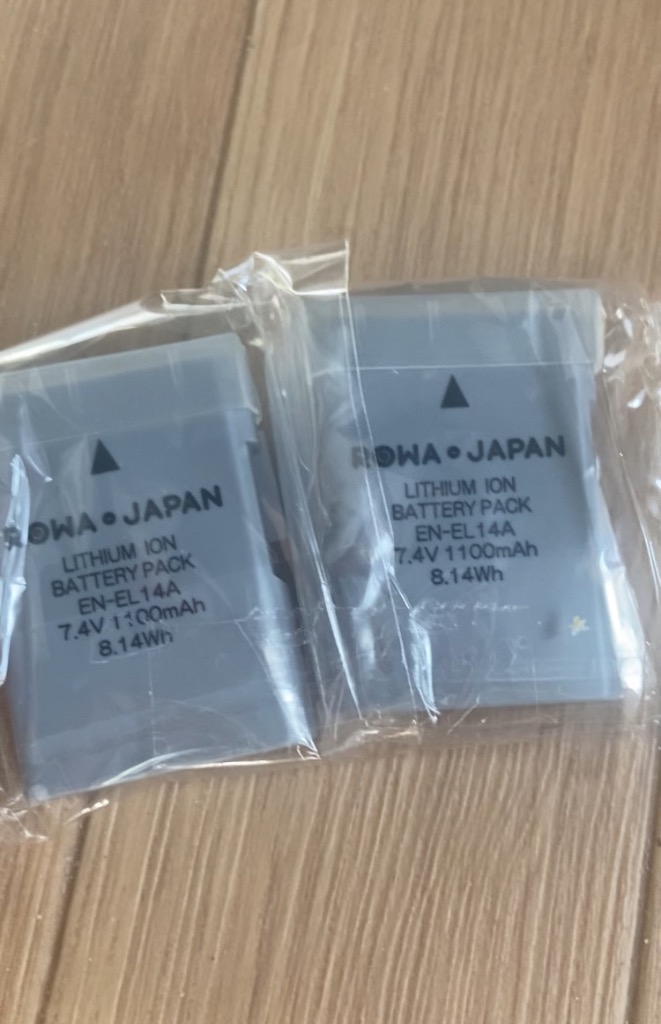 ROWA JAPAN
LITHIUM ION
BATTERY PACK
EN-EL14A
7.4V 1100mAh
8.14Wh
ROWA JAPAN
LITHIUM ION
BATTERY PACK
EN-EL14A
7.4V 1100mAh
8.14Wh